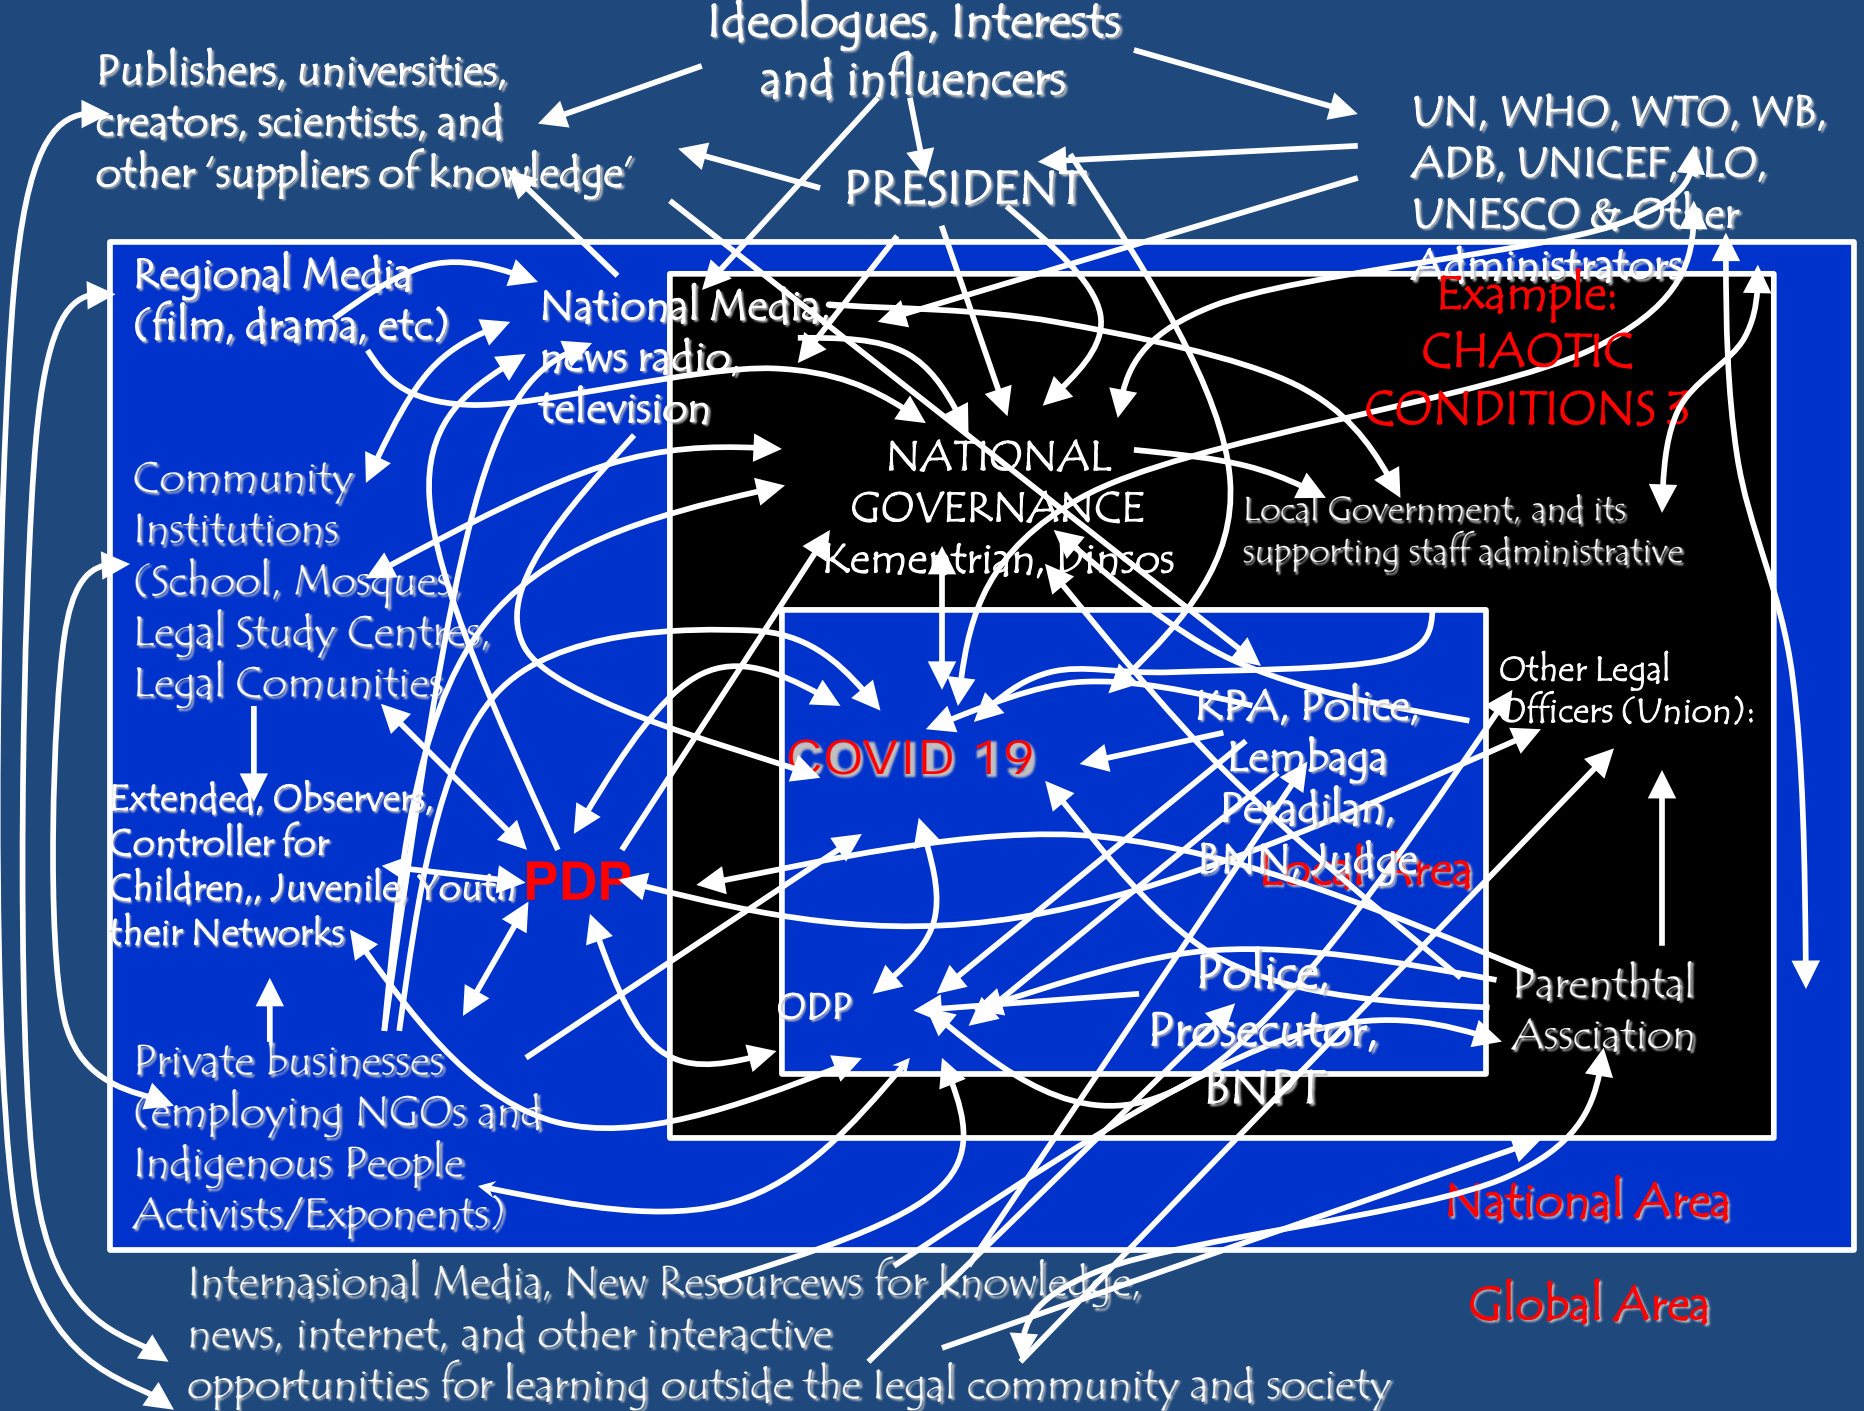 Ideologues, Interests
and influencers
Publishers, universities,
creators, scientists, and
other ‘suppliers of knowledge’
UN, WHO, WTO, WB,
ADB, UNICEF, ILO,
UNESCO & Other
Administrators
PRESIDENT
Regional Media
(film, drama, etc)
National Media,
news radio,
television
Example:
CHAOTIC
CONDITIONS 3
NATIONAL
GOVERNANCE
Kementrian, Dinsos
Local Government, and its
supporting staff administrative
Community
Institutions
(School, Mosques,
Legal Study Centres,
Legal Comunities
Other Legal
Officers (Union):
KPA, Police,
Lembaga
Peradilan,
BNN, Judge
COVID 19
Local Area
Extended, Observers,
Controller for
Children,, Juvenile, Youth
their Networks
PDP
ODP
Police,
Prosecutor,
BNPT
Parenthtal
Assciation
Private businesses
(employing NGOs and
Indigenous People
Activists/Exponents)
National Area
Internasional Media, New Resourcews for knowledge,
news, internet, and other interactive
opportunities for learning outside the legal community and society
Global Area